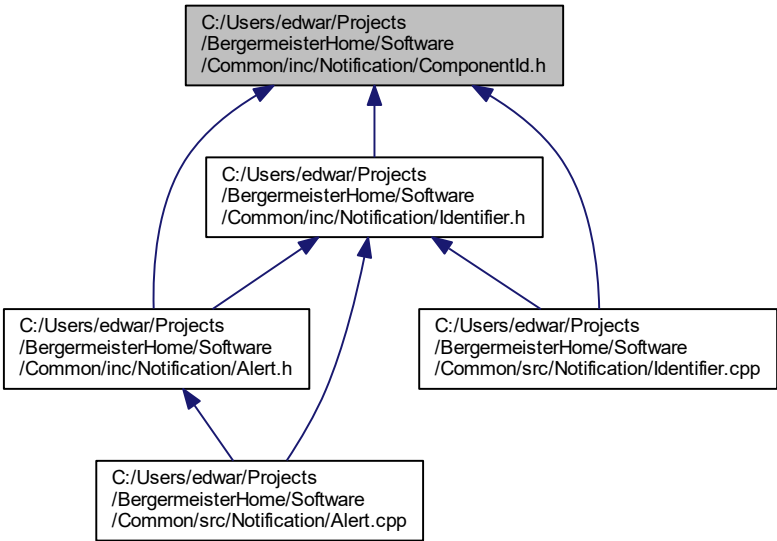 C:/Users/edwar/Projects
/BergermeisterHome/Software
/Common/inc/Notification/ComponentId.h
C:/Users/edwar/Projects
/BergermeisterHome/Software
/Common/inc/Notification/Identifier.h
C:/Users/edwar/Projects
/BergermeisterHome/Software
/Common/inc/Notification/Alert.h
C:/Users/edwar/Projects
/BergermeisterHome/Software
/Common/src/Notification/Identifier.cpp
C:/Users/edwar/Projects
/BergermeisterHome/Software
/Common/src/Notification/Alert.cpp